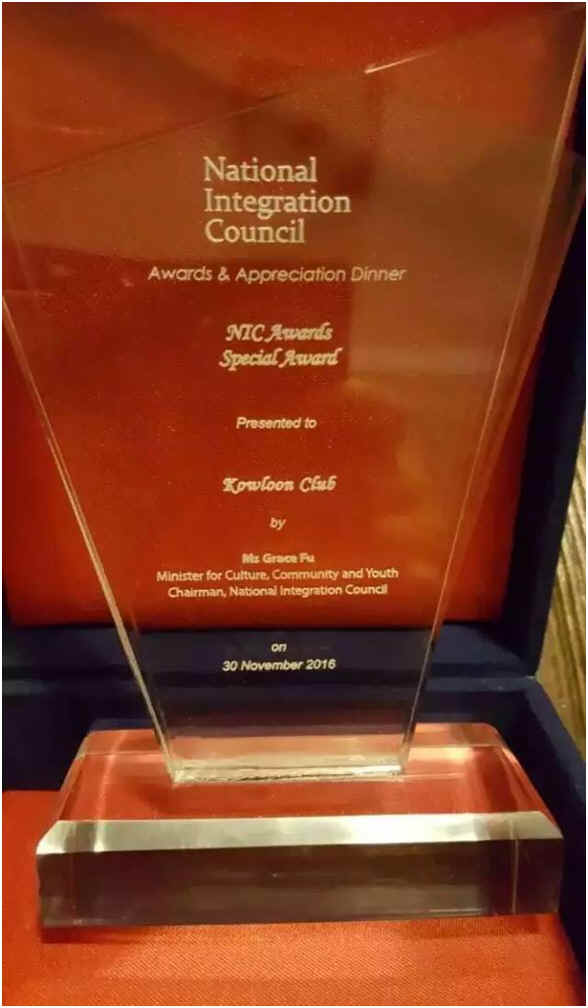 National
Integration
Council
Awards & Appreciation Dinner
NIC Awards
Special Award
Presented to
Kowloon Club
by
Ms Grace Fu
Minister for Culture, Community and Youth
Chairman, National Integration Council
on
30 November 2016